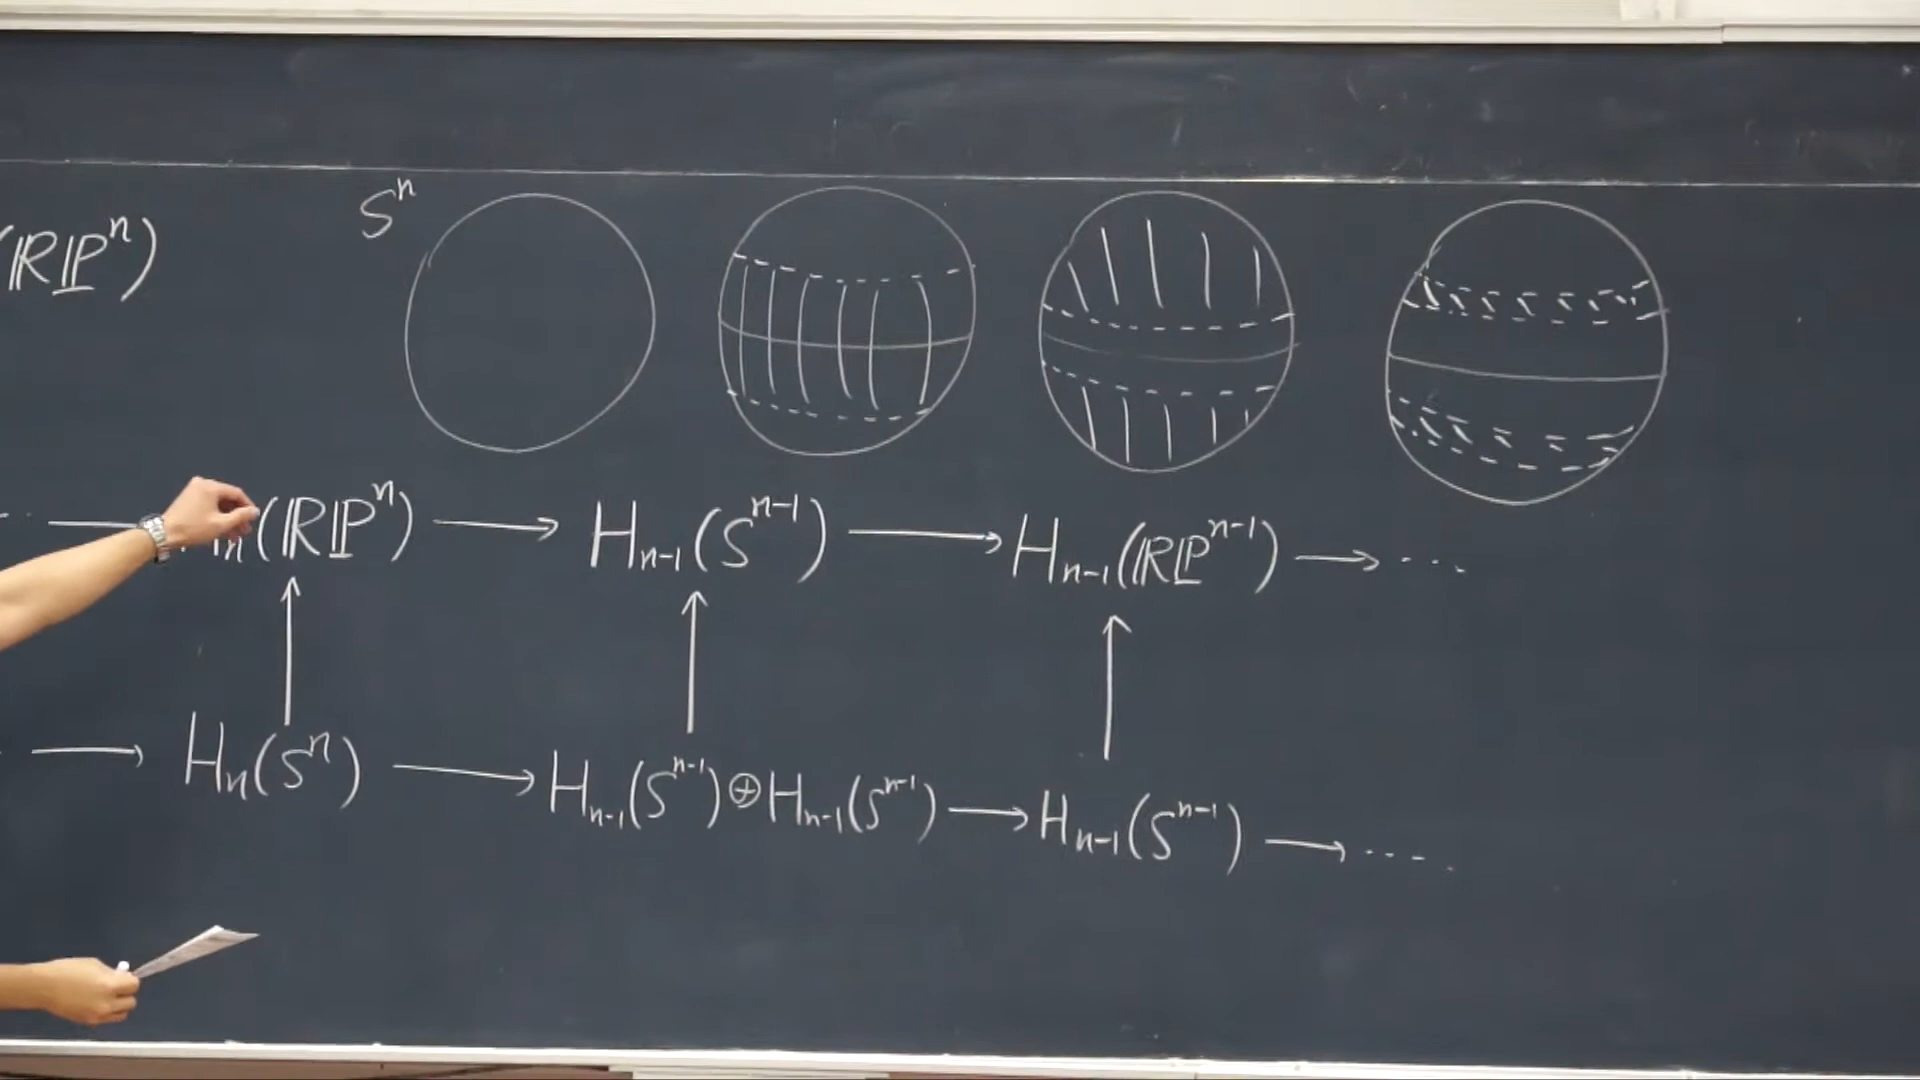 (ℝℙⁿ) Sⁿ
⋯ → Hₙ(ℝℙⁿ) → Hₙ₋₁(Sⁿ⁻¹) → Hₙ₋₁(ℝℙⁿ⁻¹) → ⋯
↑ ↑ ↑
→ Hₙ(Sⁿ) → Hₙ₋₁(Sⁿ⁻¹)⊕Hₙ₋₁(Sⁿ⁻¹) → Hₙ₋₁(Sⁿ⁻¹) → ⋯